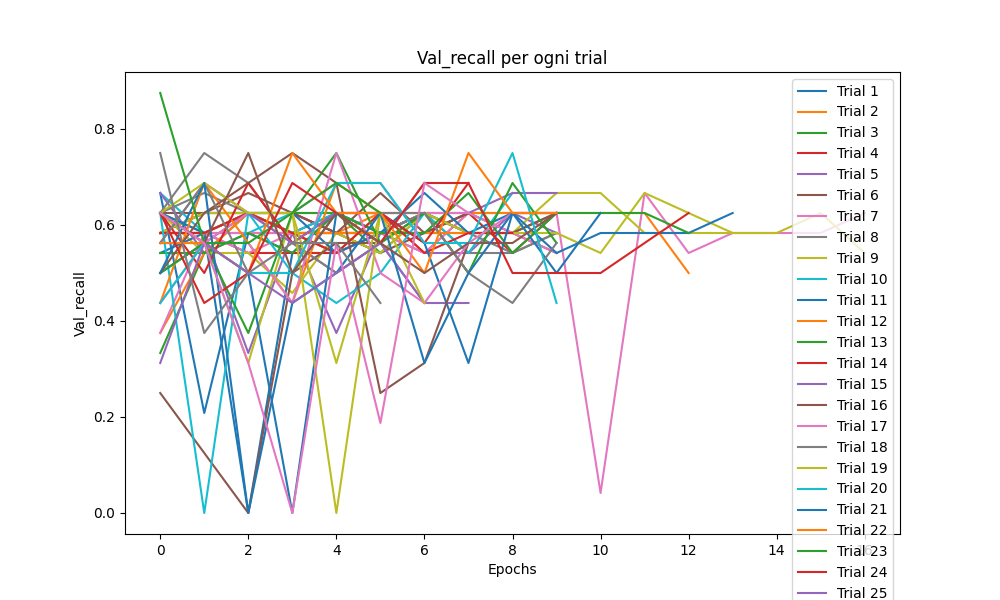 Val_recall per ogni trial
Val_recall
0.8
0.6
0.4
0.2
0.0
0
2
4
6
8
10
12
14
16
Epochs
Trial 1
Trial 2
Trial 3
Trial 4
Trial 5
Trial 6
Trial 7
Trial 8
Trial 9
Trial 10
Trial 11
Trial 12
Trial 13
Trial 14
Trial 15
Trial 16
Trial 17
Trial 18
Trial 19
Trial 20
Trial 21
Trial 22
Trial 23
Trial 24
Trial 25